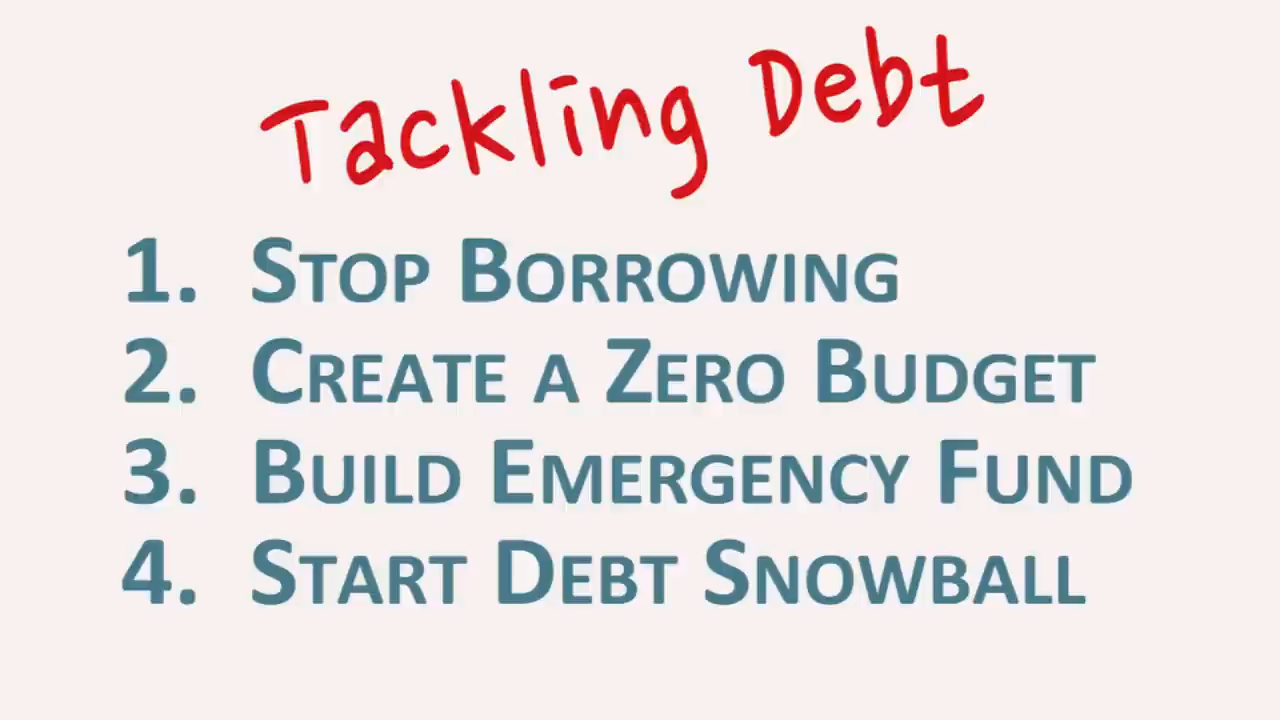 Tackling Debt
1. Stop Borrowing
2. Create a Zero Budget
3. Build Emergency Fund
4. Start Debt Snowball